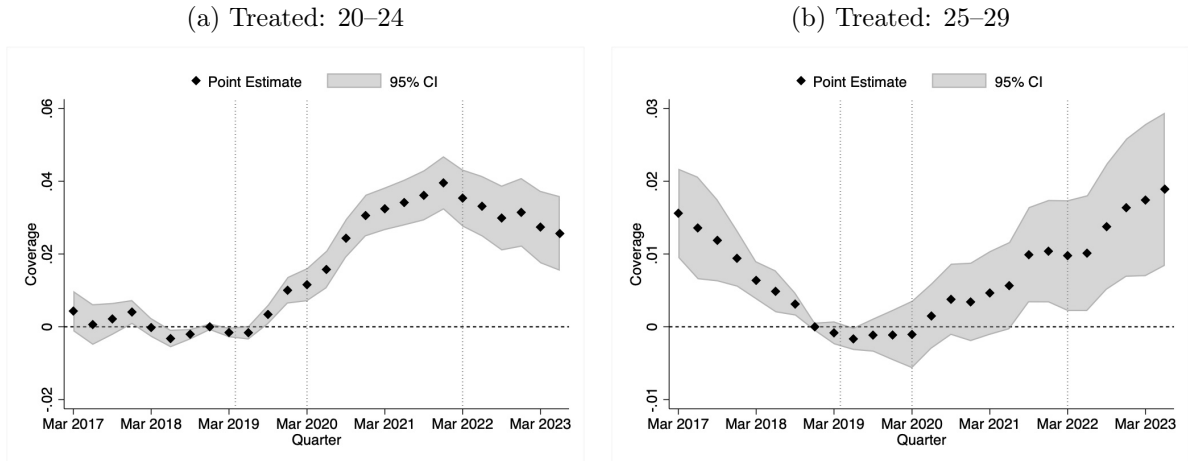 (a) Treated: 20–24
Point Estimate 95% CI
Coverage
.06
.04
.02
0
-.02
Mar 2017 Mar 2018 Mar 2019 Mar 2020 Mar 2021 Mar 2022 Mar 2023
Quarter
(b) Treated: 25–29
Point Estimate 95% CI
Coverage
.03
.02
.01
0
-.01
Mar 2017 Mar 2018 Mar 2019 Mar 2020 Mar 2021 Mar 2022 Mar 2023
Quarter